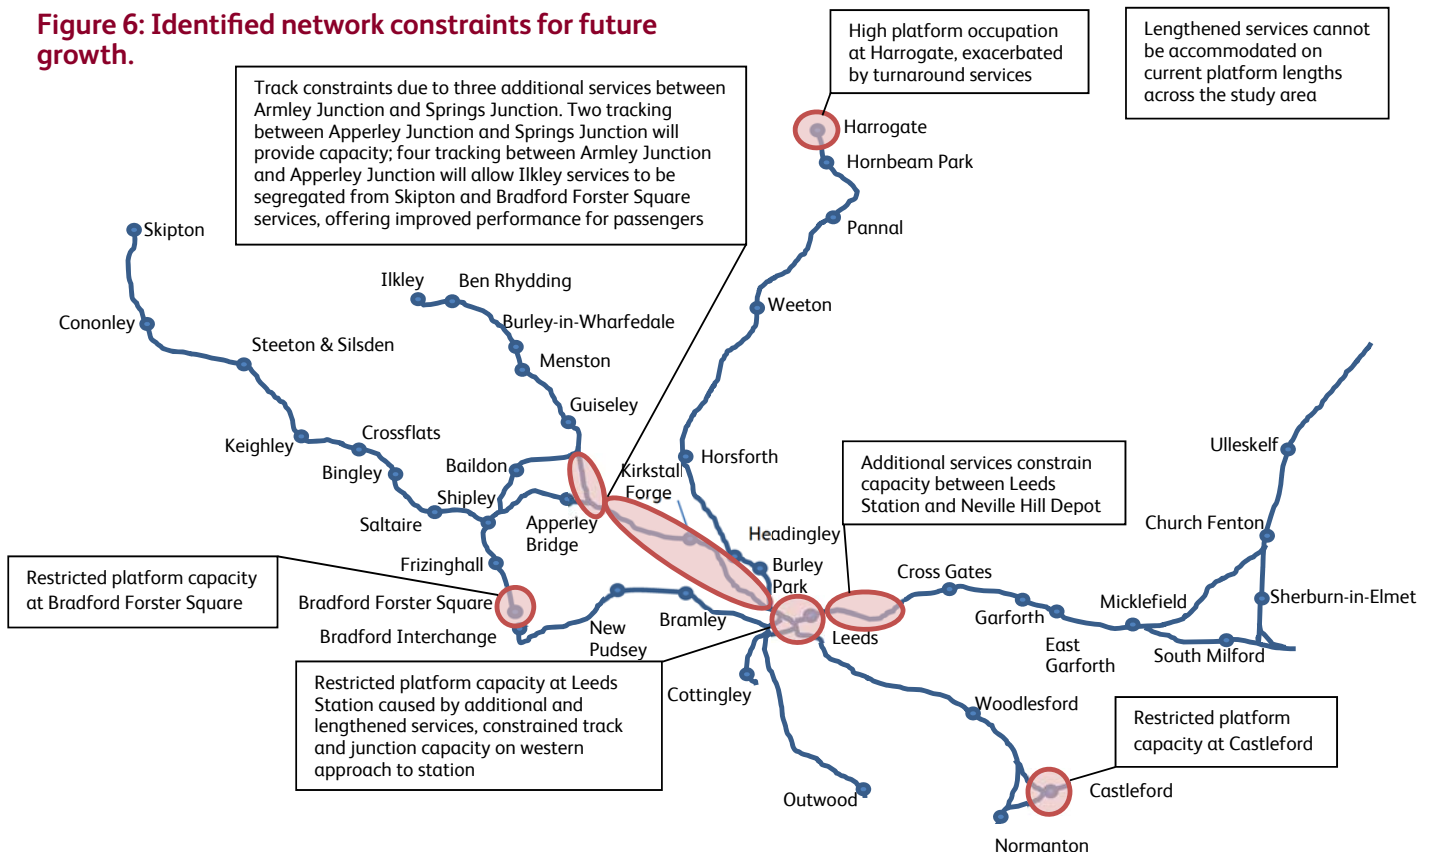 Figure 6: Identified network constraints for future
growth.
High platform occupation
at Harrogate, exacerbated
by turnaround services
Lengthened services cannot
be accommodated on
current platform lengths
across the study area
Track constraints due to three additional services between
Armley Junction and Springs Junction. Two tracking
between Apperley Junction and Springs Junction will
provide capacity; four tracking between Armley Junction
and Apperley Junction will allow Ilkley services to be
segregated from Skipton and Bradford Forster Square
services, offering improved performance for passengers
Harrogate
Hornbeam Park
Pannal
Skipton
Ilkley
Ben Rhydding
Weeton
Cononley
Burley-in-Wharfedale
Steeton & Silsden
Menston
Guiseley
Keighley
Crossflats
Bingley
Baildon
Kirkstall
Forge
Horsforth
Ulleskelf
Additional services constrain
capacity between Leeds
Station and Neville Hill Depot
Shipley
Saltaire
Apperley
Bridge
Headingley
Church Fenton
Frizinghall
Burley
Park
Cross Gates
Restricted platform capacity
at Bradford Forster Square
Bradford Forster Square
Bradford Interchange
New
Pudsey
Bramley
Leeds
Garforth
East
Garforth
Micklefield
Sherburn-in-Elmet
South Milford
Restricted platform capacity at Leeds
Station caused by additional and
lengthened services, constrained track
and junction capacity on western
approach to station
Cottingley
Woodlesford
Restricted platform
capacity at Castleford
Outwood
Castleford
Normanton